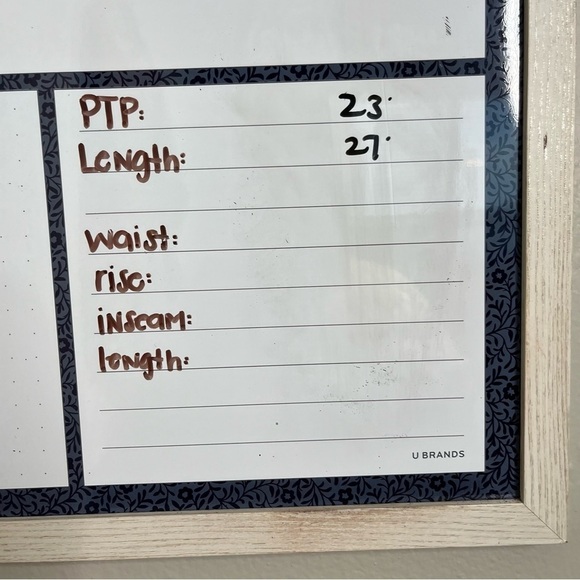 PTP: 23"
Length: 27"
waist:
rise:
inseam:
length:
U BRANDS